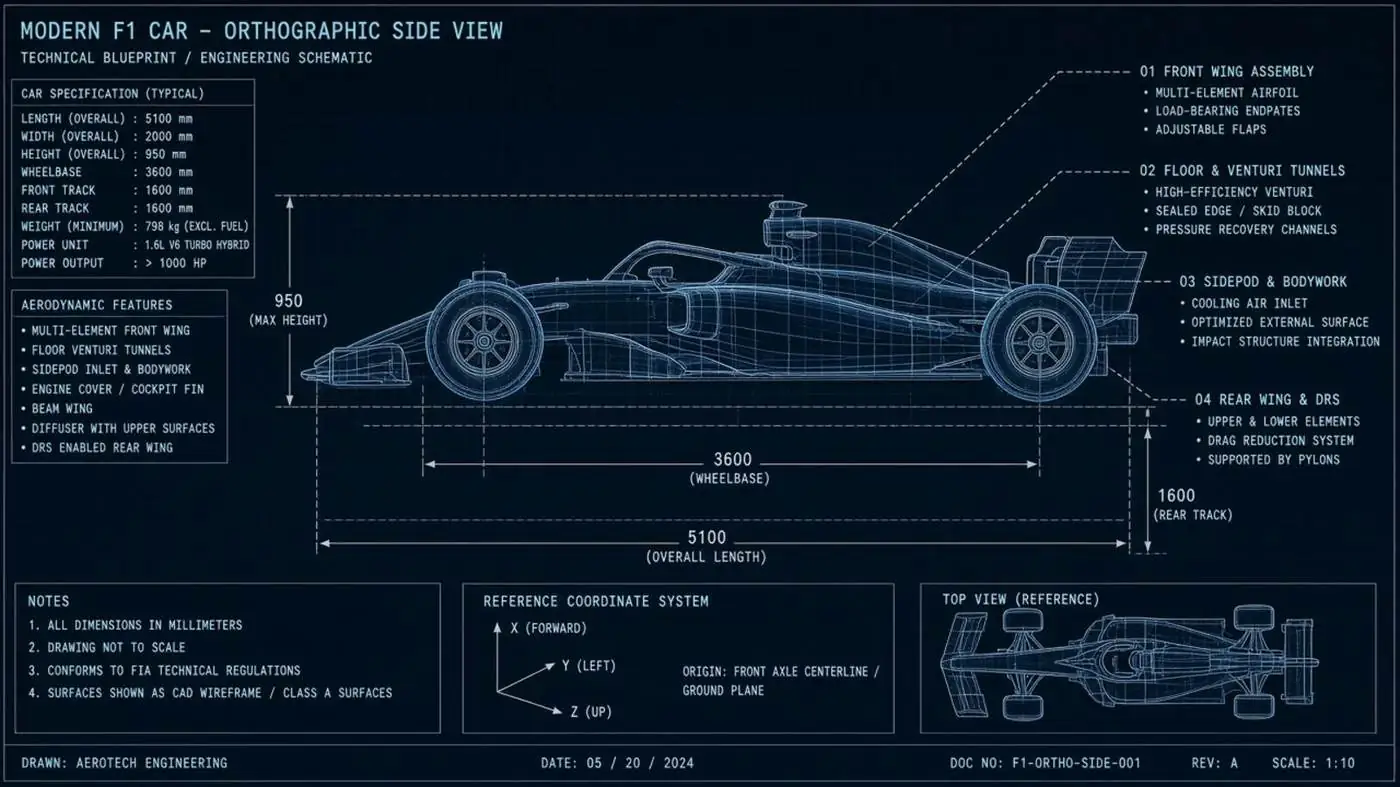 MODERN F1 CAR – ORTHOGRAPHIC SIDE VIEW
TECHNICAL BLUEPRINT / ENGINEERING SCHEMATIC
CAR SPECIFICATION (TYPICAL)
LENGTH (OVERALL) : 5100 mm
WIDTH (OVERALL) : 2000 mm
HEIGHT (OVERALL) : 950 mm
WHEELBASE : 3600 mm
FRONT TRACK : 1600 mm
REAR TRACK : 1600 mm
WEIGHT (MINIMUM) : 798 kg (EXCL. FUEL)
POWER UNIT : 1.6L V6 TURBO HYBRID
POWER OUTPUT : > 1000 HP
AERODYNAMIC FEATURES
• MULTI-ELEMENT FRONT WING
• FLOOR VENTURI TUNNELS
• SIDEPOD INLET & BODYWORK
• ENGINE COVER / COCKPIT FIN
• BEAM WING
• DIFFUSER WITH UPPER SURFACES
• DRS ENABLED REAR WING
950
(MAX HEIGHT)
01 FRONT WING ASSEMBLY
• MULTI-ELEMENT AIRFOIL
• LOAD-BEARING ENDPATES
• ADJUSTABLE FLAPS
02 FLOOR & VENTURI TUNNELS
• HIGH-EFFICIENCY VENTURI
• SEALED EDGE / SKID BLOCK
• PRESSURE RECOVERY CHANNELS
03 SIDEPOD & BODYWORK
• COOLING AIR INLET
• OPTIMIZED EXTERNAL SURFACE
• IMPACT STRUCTURE INTEGRATION
04 REAR WING & DRS
• UPPER & LOWER ELEMENTS
• DRAG REDUCTION SYSTEM
• SUPPORTED BY PYLONS
3600
(WHEELBASE)
1600
(REAR TRACK)
5100
(OVERALL LENGTH)
NOTES
1. ALL DIMENSIONS IN MILLIMETERS
2. DRAWING NOT TO SCALE
3. CONFORMS TO FIA TECHNICAL REGULATIONS
4. SURFACES SHOWN AS CAD WIREFRAME / CLASS A SURFACES
REFERENCE COORDINATE SYSTEM
X (FORWARD)
Y (LEFT)
Z (UP)
ORIGIN: FRONT AXLE CENTERLINE /
GROUND PLANE
TOP VIEW (REFERENCE)
DRAWN: AEROTECH ENGINEERING
DATE: 05 / 20 / 2024
DOC NO: F1-ORTHO-SIDE-001
REV: A
SCALE: 1:10